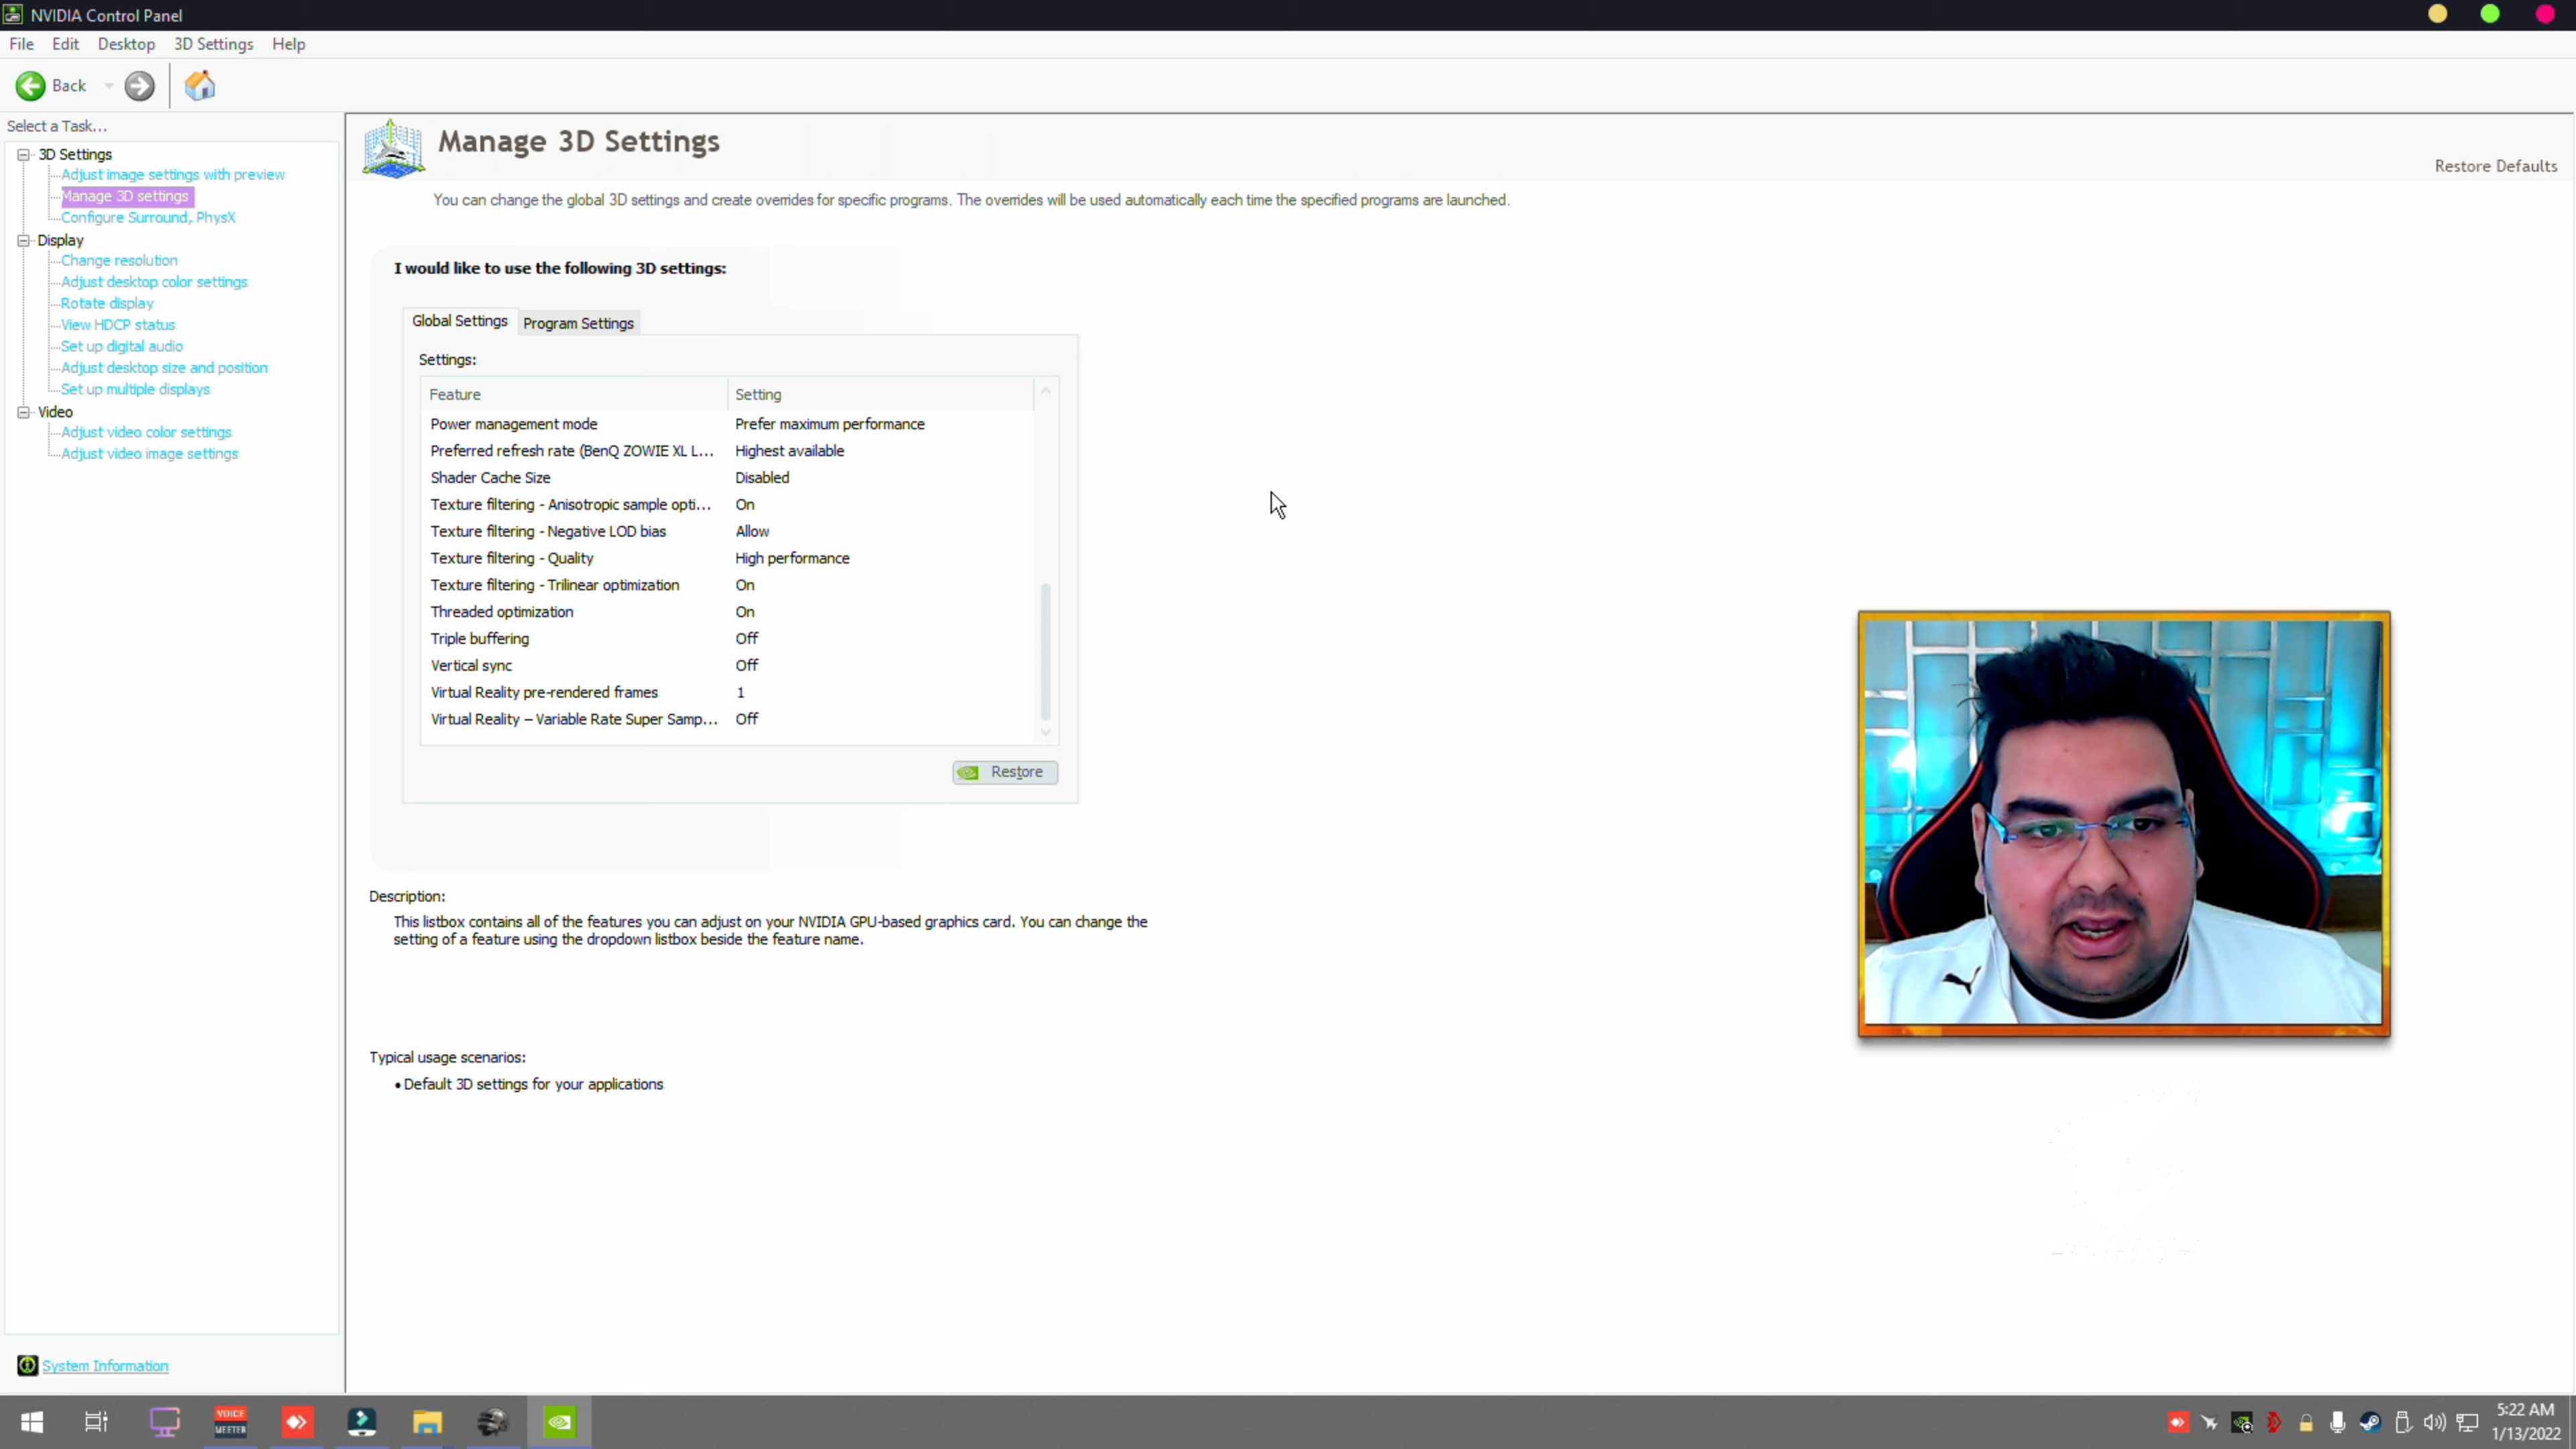 NVIDIA Control Panel
File Edit Desktop 3D Settings Help
Back
Select a Task...
3D Settings
Adjust image settings with preview
Manage 3D settings
Configure Surround, PhysX
Display
Change resolution
Adjust desktop color settings
Rotate display
View HDCP status
Set up digital audio
Adjust desktop size and position
Set up multiple displays
Video
Adjust video color settings
Adjust video image settings
System Information
Manage 3D Settings
Restore Defaults
You can change the global 3D settings and create overrides for specific programs. The overrides will be used automatically each time the specified programs are launched.
I would like to use the following 3D settings:
Global Settings Program Settings
Settings:
Feature Setting
Power management mode Prefer maximum performance
Preferred refresh rate (BenQ ZOWIE XL L... Highest available
Shader Cache Size Disabled
Texture filtering - Anisotropic sample opti... On
Texture filtering - Negative LOD bias Allow
Texture filtering - Quality High performance
Texture filtering - Trilinear optimization On
Threaded optimization On
Triple buffering Off
Vertical sync Off
Virtual Reality pre-rendered frames 1
Virtual Reality – Variable Rate Super Samp... Off
Restore
Description:
This listbox contains all of the features you can adjust on your NVIDIA GPU-based graphics card. You can change the
setting of a feature using the dropdown listbox beside the feature name.
Typical usage scenarios:
• Default 3D settings for your applications
VOICE
MEETER
5:22 AM
1/13/2022